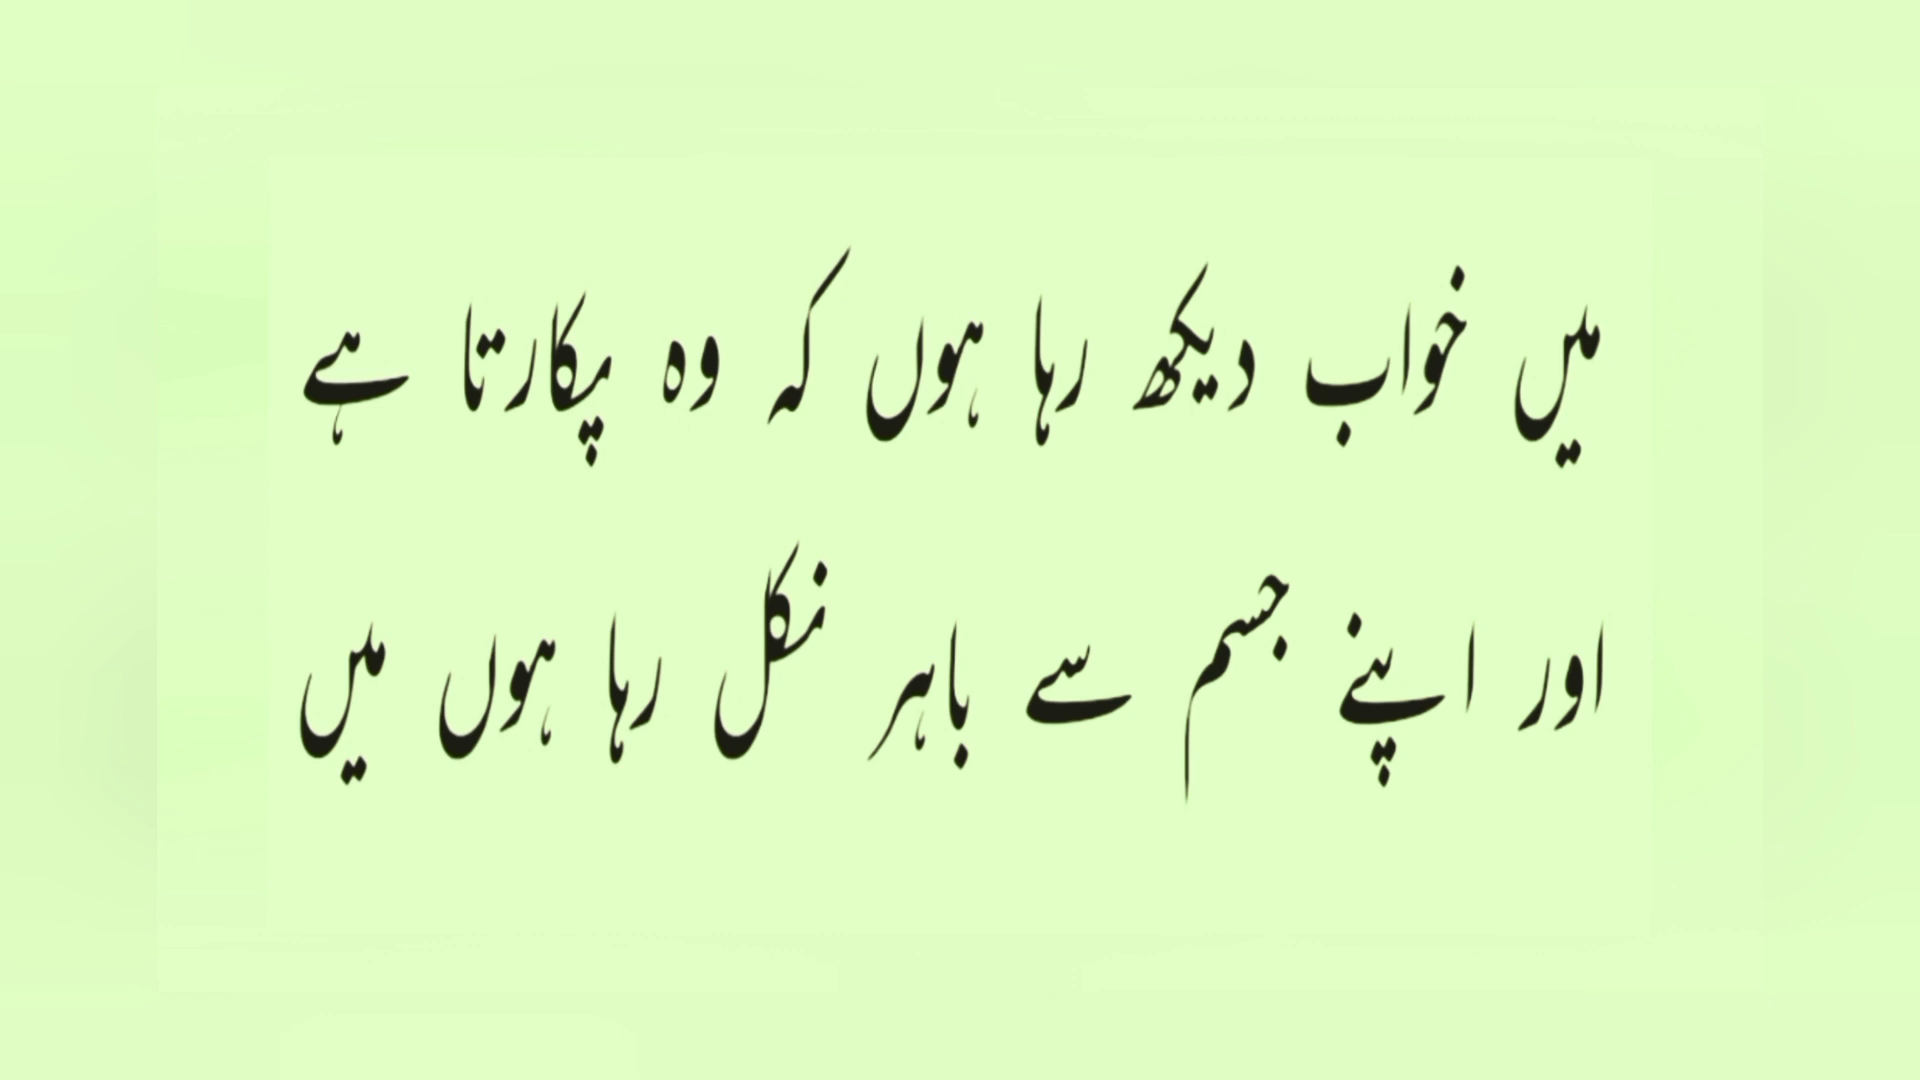 میں خواب دیکھ رہا ہوں کہ وہ پکارتا ہے
اور اپنے جسم سے باہر نکل رہا ہوں میں